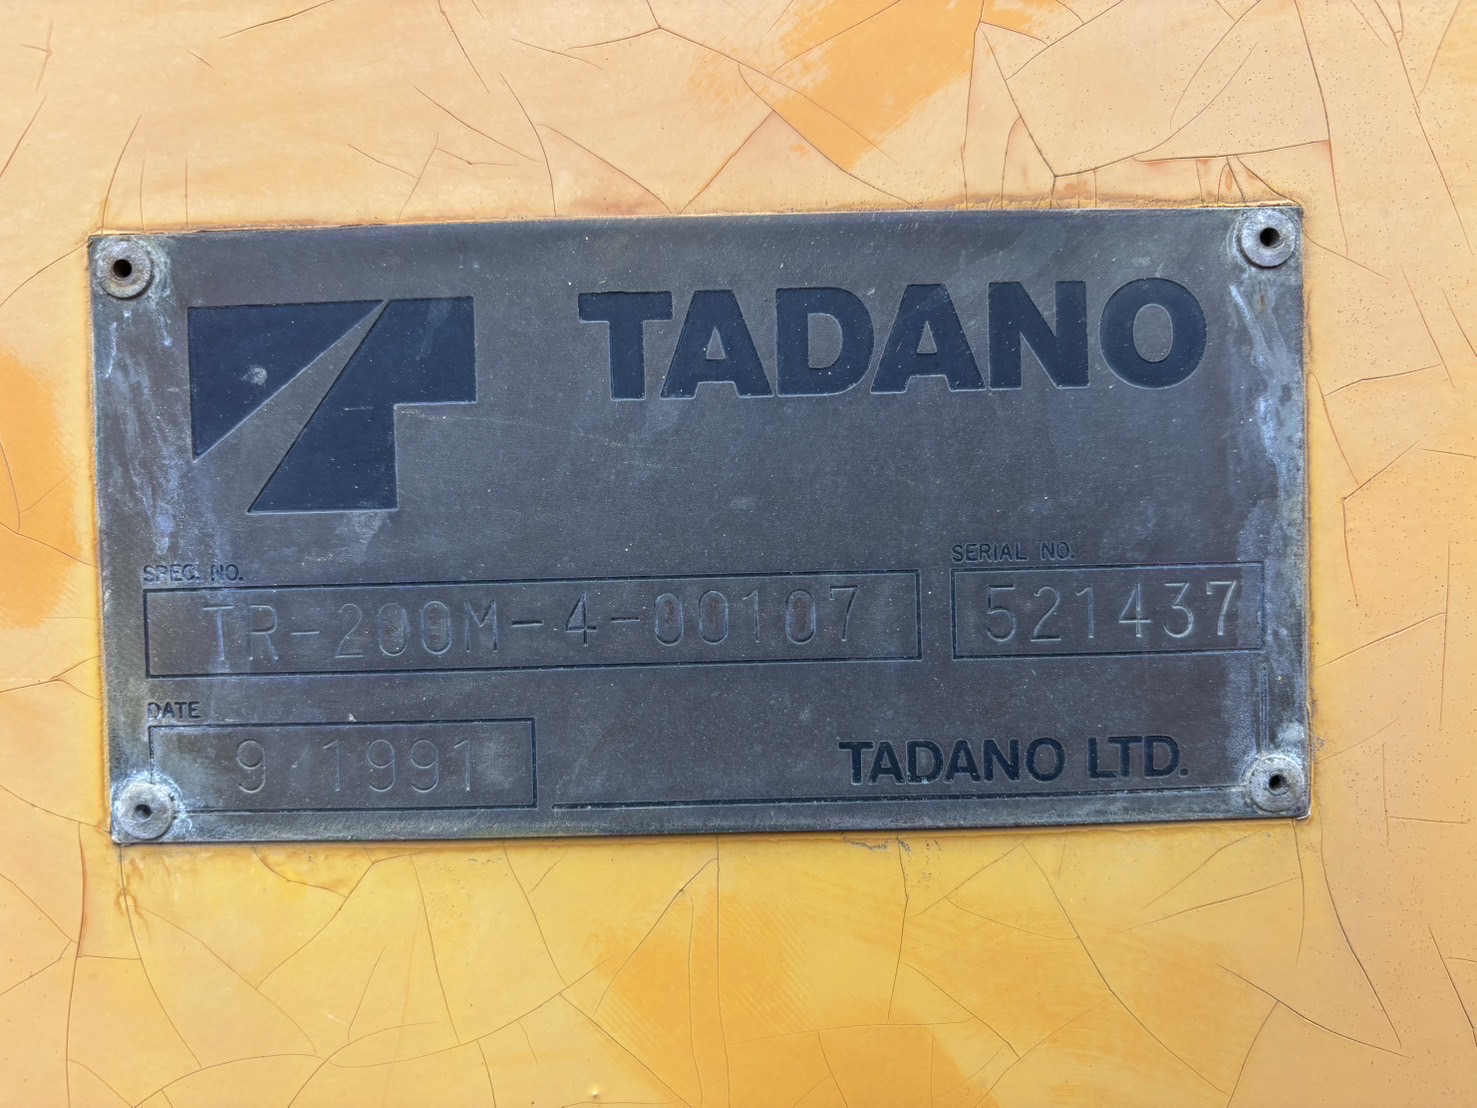 TADANO
SPEC. NO.
TR-200M-4-00107
SERIAL NO.
521437
DATE
9 1991
TADANO LTD.